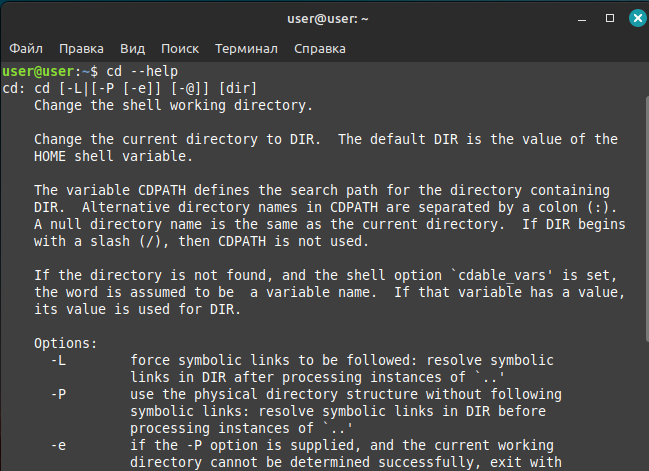 user@user: ~
Файл Правка Вид Поиск Терминал Справка
user@user:~$ cd --help
cd: cd [-L|[-P [-e]] [-@]] [dir]
    Change the shell working directory.

    Change the current directory to DIR.  The default DIR is the value of the
    HOME shell variable.

    The variable CDPATH defines the search path for the directory containing
    DIR.  Alternative directory names in CDPATH are separated by a colon (:).
    A null directory name is the same as the current directory.  If DIR begins
    with a slash (/), then CDPATH is not used.

    If the directory is not found, and the shell option `cdable_vars' is set,
    the word is assumed to be  a variable name.  If that variable has a value,
    its value is used for DIR.

    Options:
      -L        force symbolic links to be followed: resolve symbolic
                links in DIR after processing instances of `..'
      -P        use the physical directory structure without following
                symbolic links: resolve symbolic links in DIR before
                processing instances of `..'
      -e        if the -P option is supplied, and the current working
                directory cannot be determined successfully, exit with